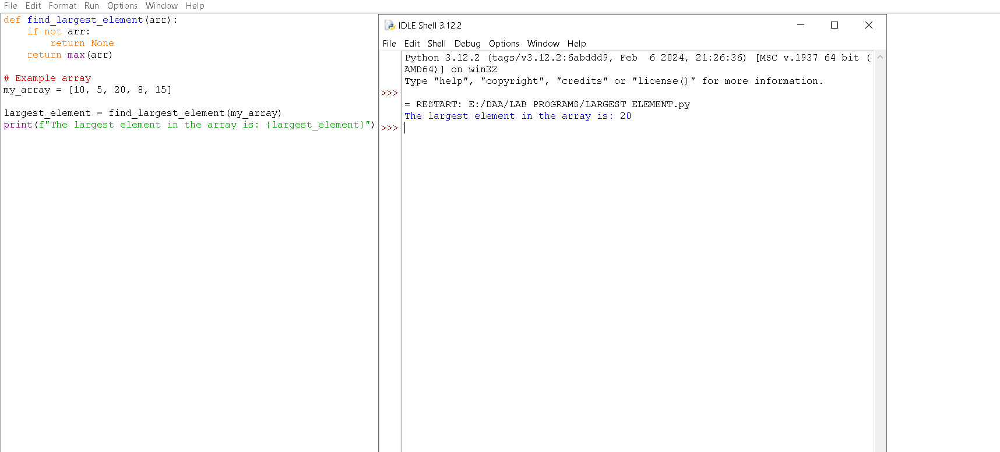 File Edit Format Run Options Window Help
def find_largest_element(arr):
    if not arr:
        return None
    return max(arr)
# Example array
my_array = [10, 5, 20, 8, 15]
largest_element = find_largest_element(my_array)
print(f"The largest element in the array is: {largest_element}")
IDLE Shell 3.12.2
File Edit Shell Debug Options Window Help
Python 3.12.2 (tags/v3.12.2:6abddd9, Feb  6 2024, 21:26:36) [MSC v.1937 64 bit (
AMD64)] on win32
Type "help", "copyright", "credits" or "license()" for more information.
>>>
= RESTART: E:/DAA/LAB PROGRAMS/LARGEST ELEMENT.py
The largest element in the array is: 20
>>>